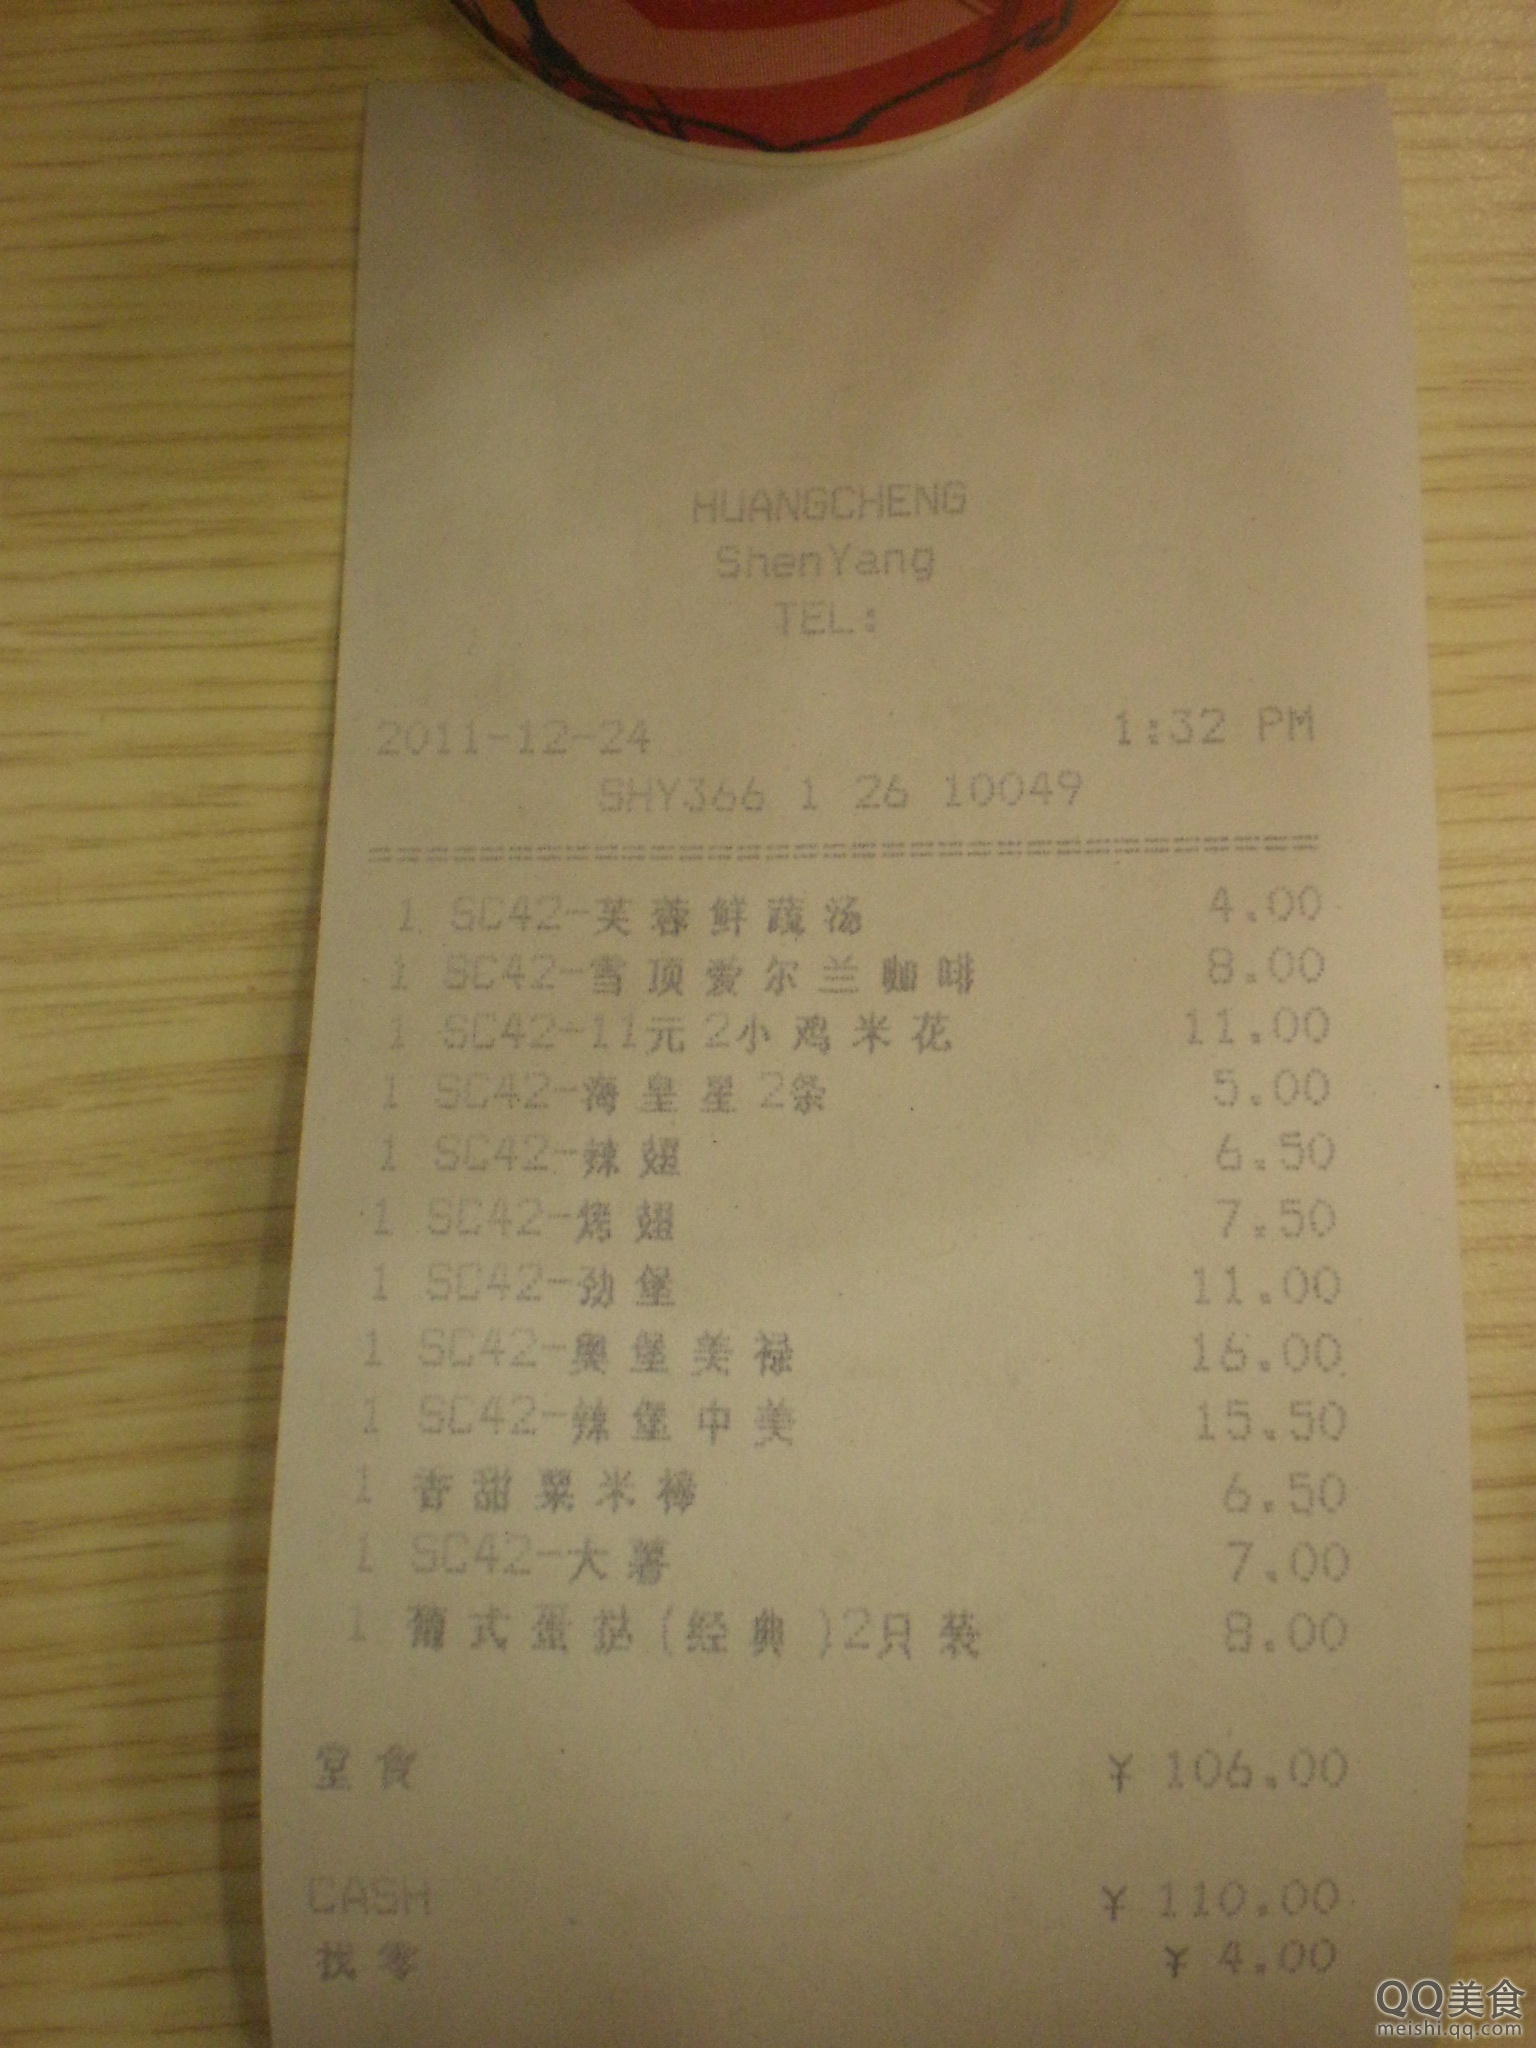 HUANGCHENG
ShenYang
TEL:
2011-12-24 1:32 PM
SHY366 1 26 10049
=================================
1 SC42-芙蓉鲜蔬汤 4.00
1 SC42-雪顶爱尔兰咖啡 8.00
1 SC42-11元2小鸡米花 11.00
1 SC42-海皇星2条 5.00
1 SC42-辣翅 6.50
1 SC42-烤翅 7.50
1 SC42-劲堡 11.00
1 SC42-奥堡美禄 16.00
1 SC42-辣堡中美 15.50
1 香甜粟米棒 6.50
1 SC42-大薯 7.00
1 葡式蛋挞(经典)2只装 8.00
堂食 ¥ 106.00
CASH ¥ 110.00
找零 ¥ 4.00
QQ美食
meishi.qq.com